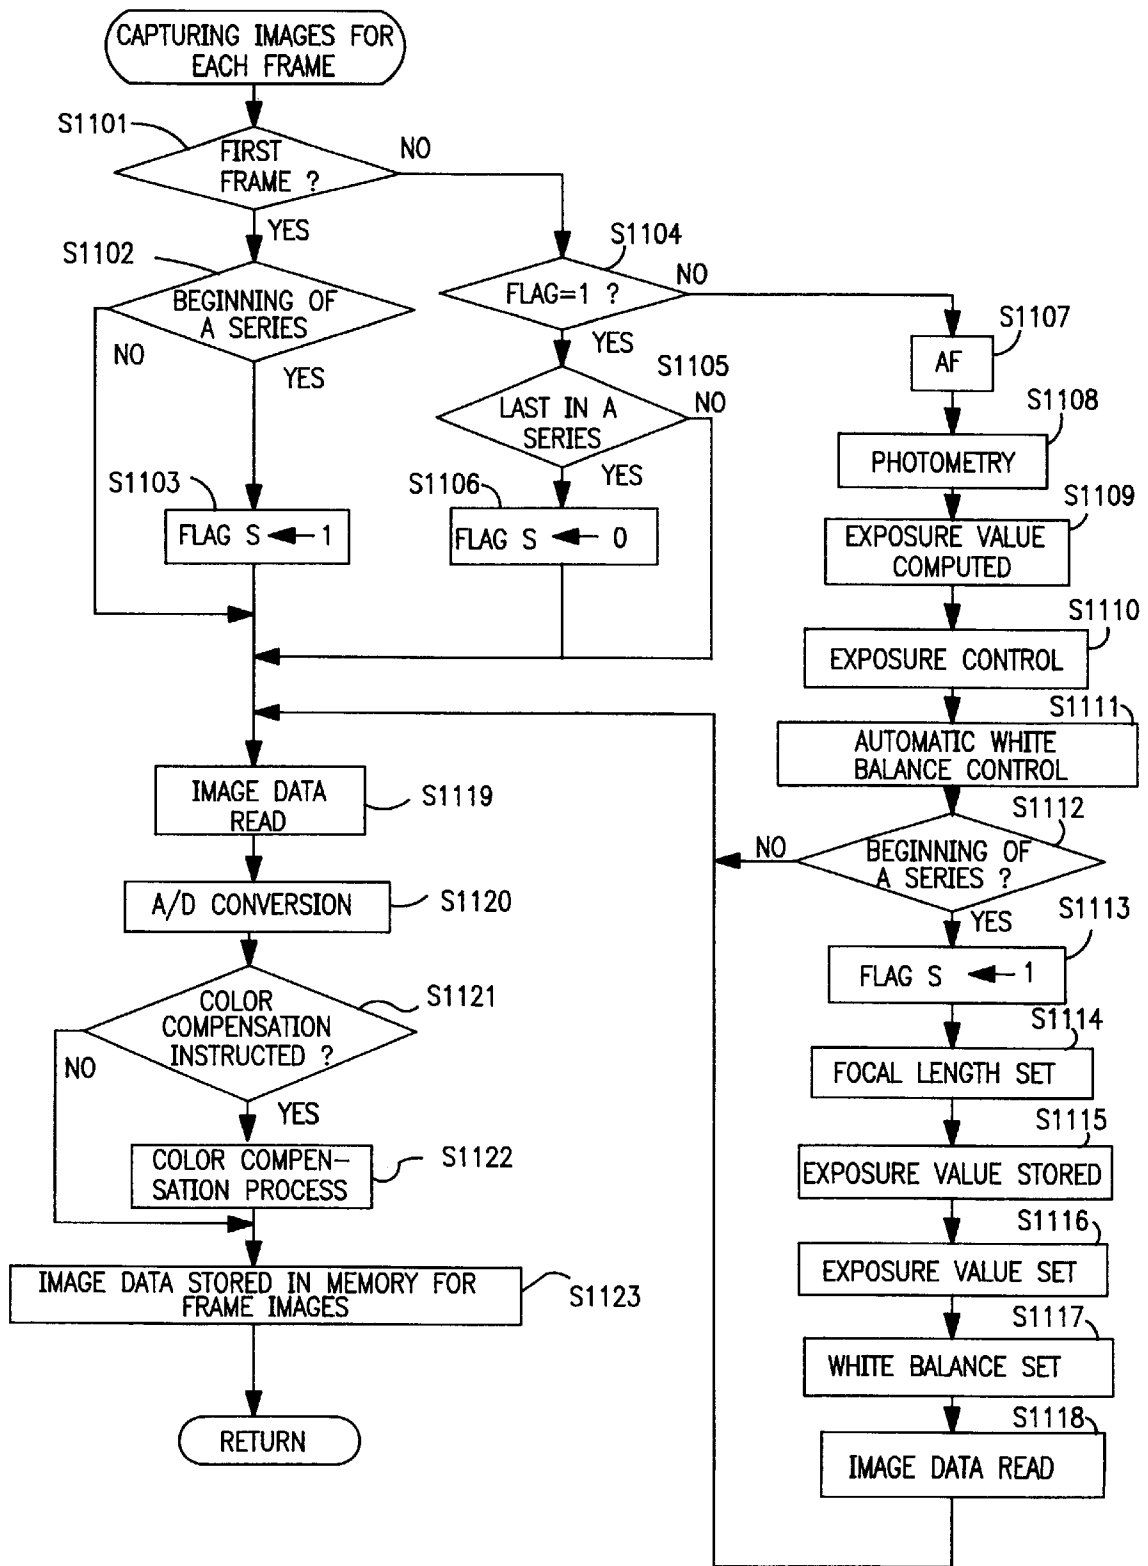 CAPTURING IMAGES FOR
EACH FRAME
S1101
FIRST
FRAME ?
NO
YES
S1102
BEGINNING OF
A SERIES
NO
YES
S1103
FLAG S ← 1
S1104
FLAG=1 ?
NO
YES
S1105
LAST IN A
SERIES
NO
YES
S1106
FLAG S ← 0
S1107
AF
S1108
PHOTOMETRY
S1109
EXPOSURE VALUE
COMPUTED
S1110
EXPOSURE CONTROL
S1111
AUTOMATIC WHITE
BALANCE CONTROL
S1112
BEGINNING OF
A SERIES ?
NO
YES
S1113
FLAG S ← 1
S1114
FOCAL LENGTH SET
S1115
EXPOSURE VALUE STORED
S1116
EXPOSURE VALUE SET
S1117
WHITE BALANCE SET
S1118
IMAGE DATA READ
IMAGE DATA
READ
S1119
A/D CONVERSION
S1120
COLOR
COMPENSATION
INSTRUCTED ?
S1121
NO
YES
COLOR COMPEN-
SATION PROCESS
S1122
IMAGE DATA STORED IN MEMORY FOR
FRAME IMAGES
S1123
RETURN